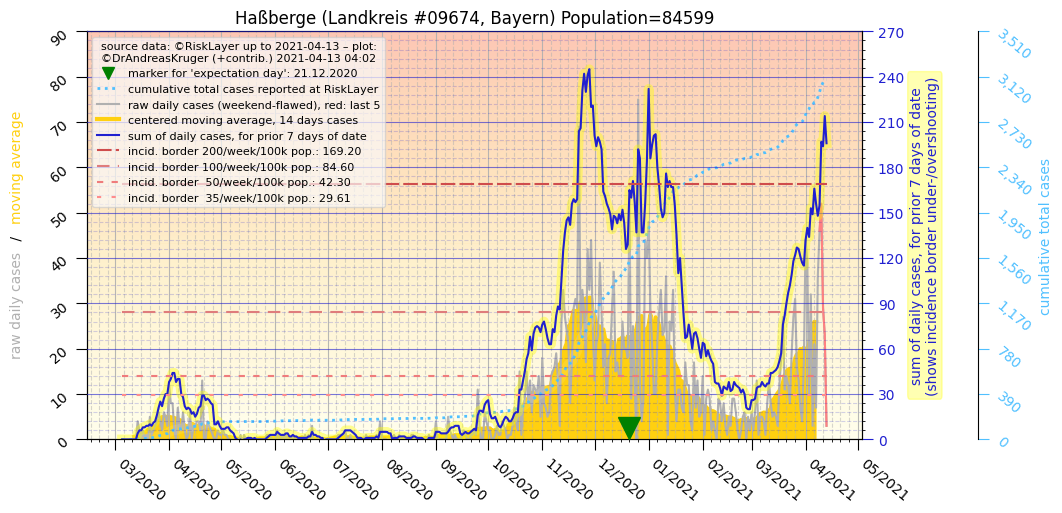 Haßberge (Landkreis #09674, Bayern) Population=84599
source data: ©RiskLayer up to 2021-04-13 – plot:
©DrAndreasKruger (+contrib.) 2021-04-13 04:02
marker for 'expectation day': 21.12.2020
cumulative total cases reported at RiskLayer
raw daily cases (weekend-flawed), red: last 5
centered moving average, 14 days cases
sum of daily cases, for prior 7 days of date
incid. border 200/week/100k pop.: 169.20
incid. border 100/week/100k pop.: 84.60
incid. border  50/week/100k pop.: 42.30
incid. border  35/week/100k pop.: 29.61
raw daily cases / moving average
90
80
70
60
50
40
30
20
10
0
03/2020
04/2020
05/2020
06/2020
07/2020
08/2020
09/2020
10/2020
11/2020
12/2020
01/2021
02/2021
03/2021
04/2021
05/2021
270
240
210
180
150
120
90
60
30
0
sum of daily cases, for prior 7 days of date
(shows incidence border under-/overshooting)
3,510
3,120
2,730
2,340
1,950
1,560
1,170
780
390
0
cumulative total cases